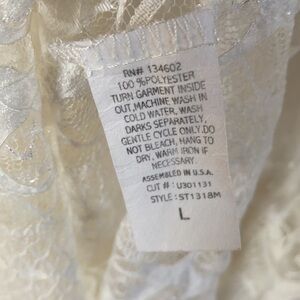 RN# 134602
100 %POLYESTER
TURN GARMENT INSIDE
OUT,MACHINE WASH IN
COLD WATER, WASH
DARKS SEPARATELY,
GENTLE CYCLE ONLY.DO
NOT BLEACH, HANG TO
DRY, WARM IRON IF
NECESSARY.
ASSEMBLED IN U.S.A.
CUT # : U301131
STYLE : ST1318M
L